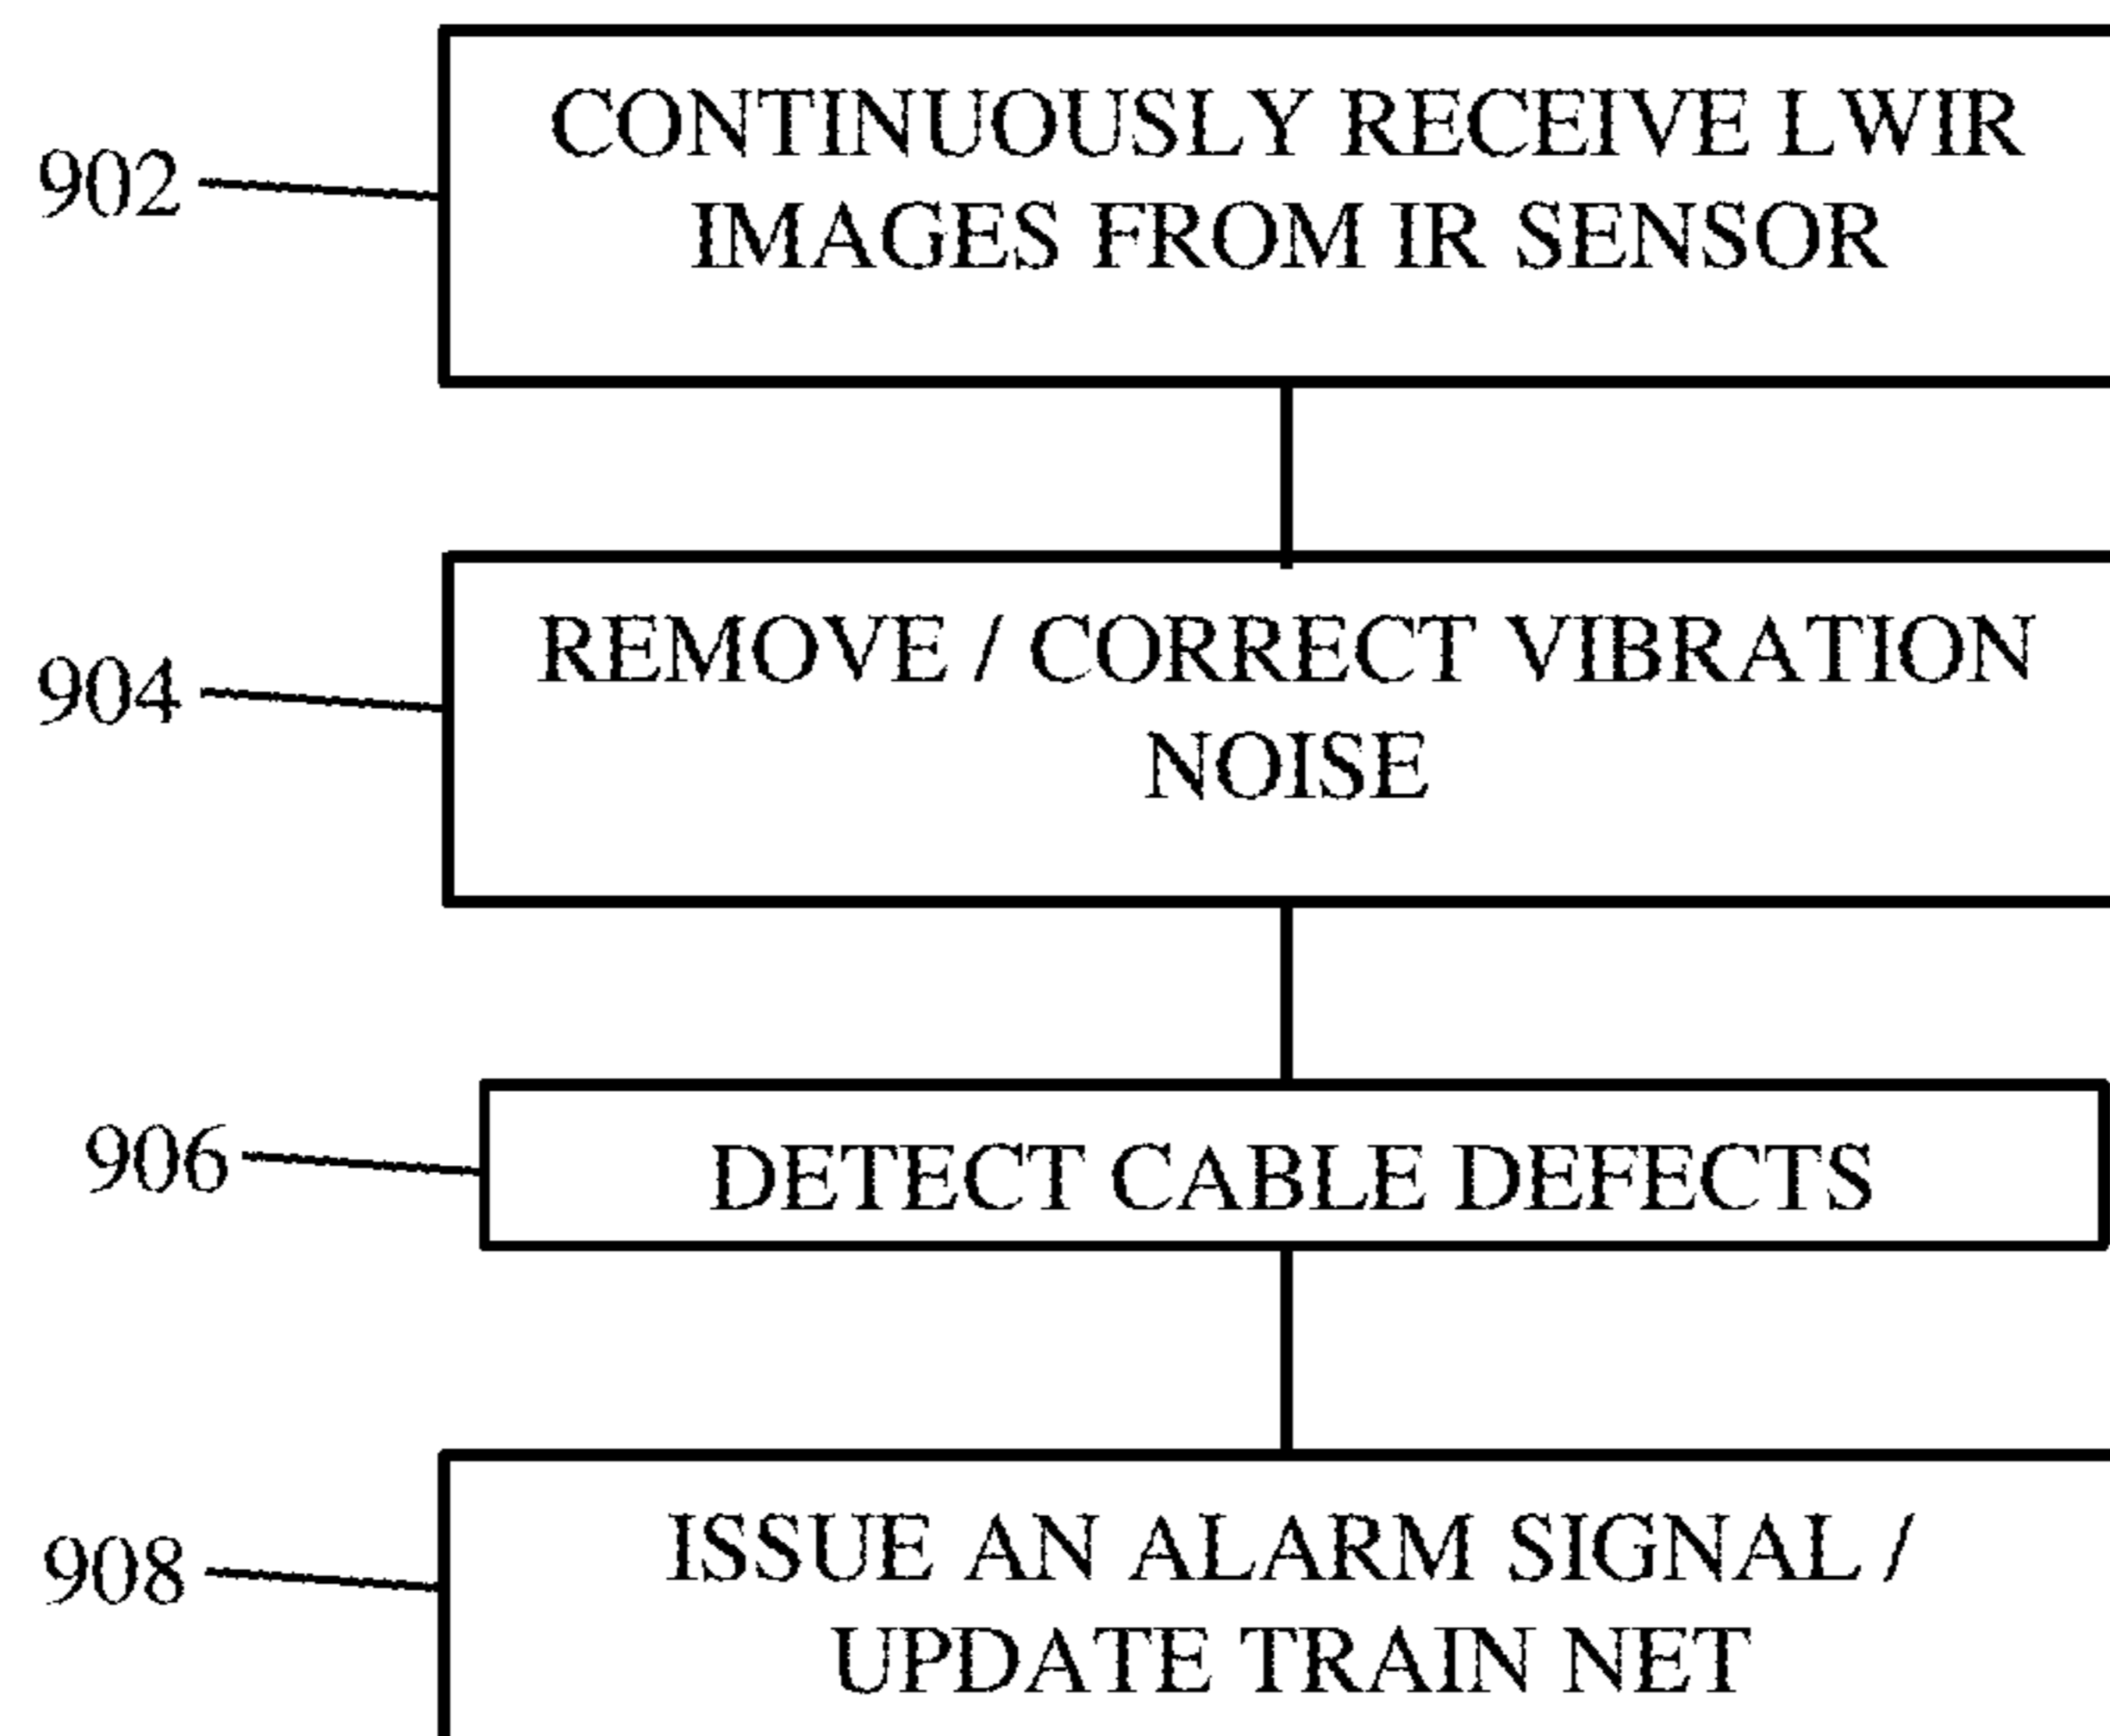 CONTINUOUSLY RECEIVE LWIR
IMAGES FROM IR SENSOR
902
REMOVE / CORRECT VIBRATION
NOISE
904
DETECT CABLE DEFECTS
906
ISSUE AN ALARM SIGNAL /
UPDATE TRAIN NET
908